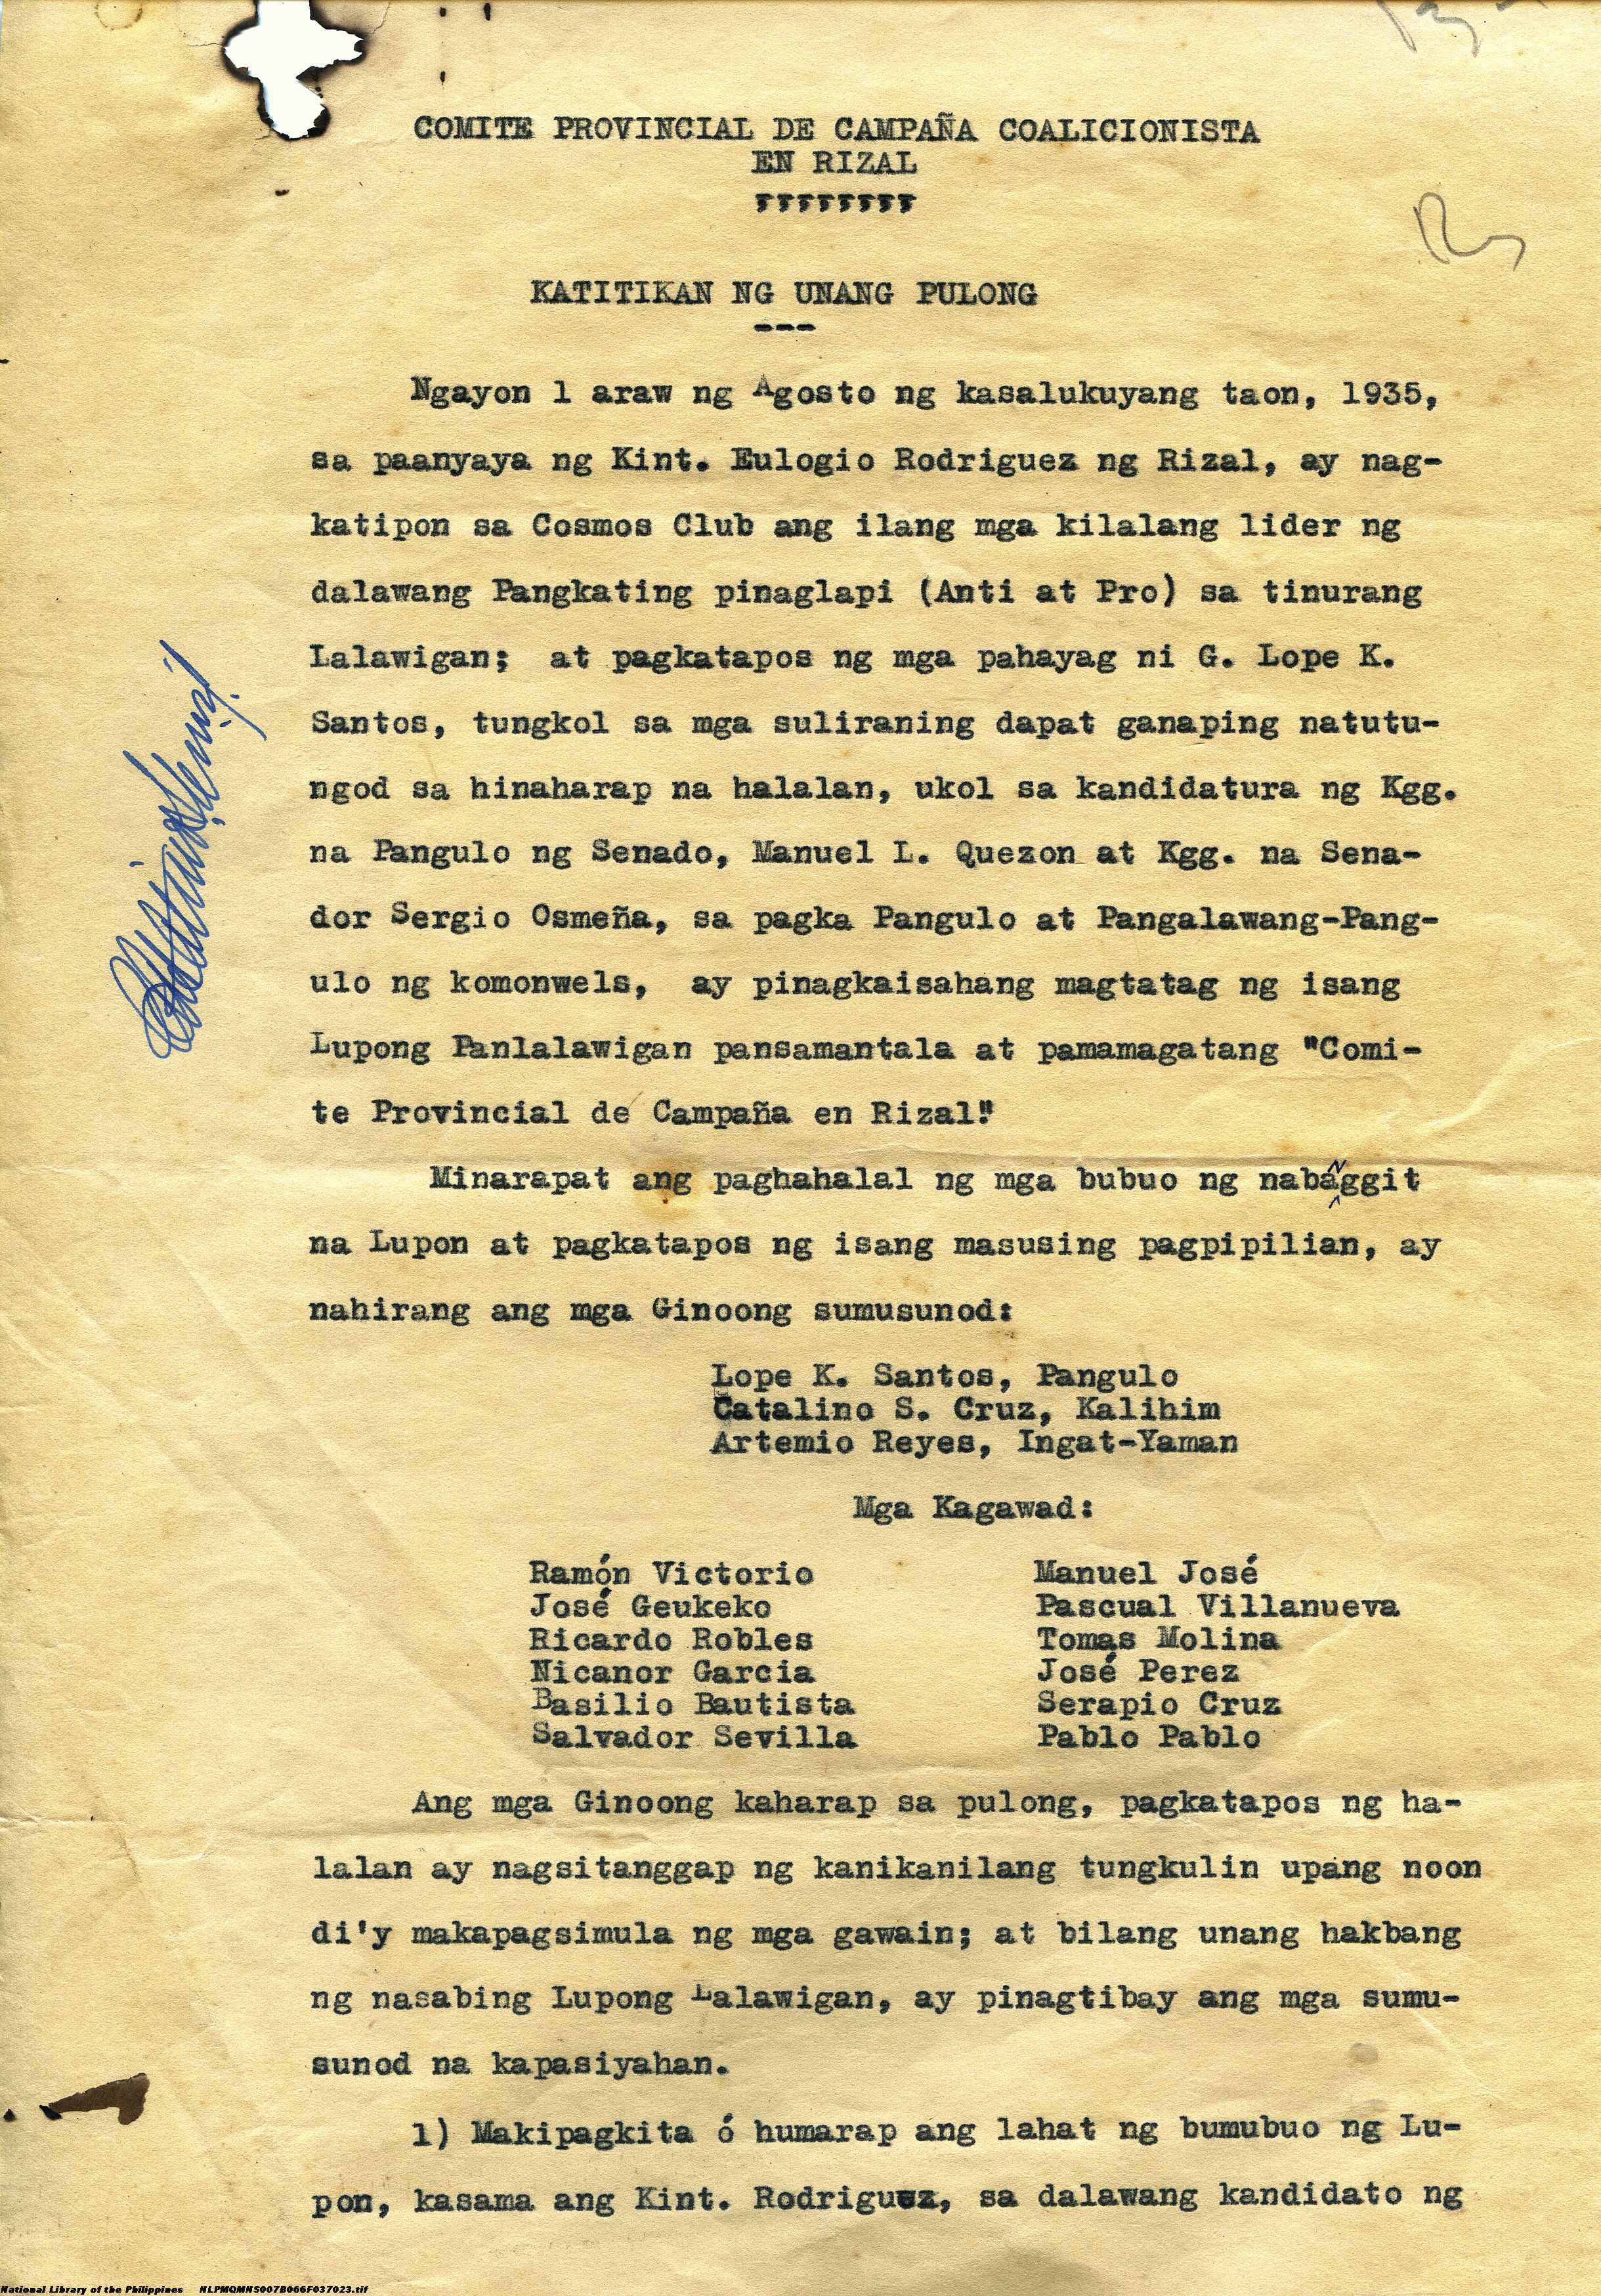 COMITE PROVINCIAL DE CAMPAÑA COALICIONISTA
EN RIZAL
KATITIKAN NG UNANG PULONG
---
Ngayon 1 araw ng Agosto ng kasalukuyang taon, 1935,
sa paanyaya ng Kint. Eulogio Rodriguez ng Rizal, ay nag-
katipon sa Cosmos Club ang ilang mga kilalang lider ng
dalawang Pangkating pinaglapi (Anti at Pro) sa tinurang
Lalawigan; at pagkatapos ng mga pahayag ni G. Lope K.
Santos, tungkol sa mga suliraning dapat ganaping natutu-
ngod sa hinaharap na halalan, ukol sa kandidatura ng Kgg.
na Pangulo ng Senado, Manuel L. Quezon at Kgg. na Sena-
dor Sergio Osmeña, sa pagka Pangulo at Pangalawang-Pang-
ulo ng komonwels, ay pinagkaisahang magtatag ng isang
Lupong Panlalawigan pansamantala at pamamagatang "Comi-
te Provincial de Campaña en Rizal."
Minarapat ang paghahalal ng mga bubuo ng nabanggit
na Lupon at pagkatapos ng isang masusing pagpipilian, ay
nahirang ang mga Ginoong sumusunod:
Lope K. Santos, Pangulo
Catalino S. Cruz, Kalihim
Artemio Reyes, Ingat-Yaman
Mga Kagawad:
Ramón Victorio Manuel José
José Geukeko Pascual Villanueva
Ricardo Robles Tomas Molina
Nicanor Garcia José Perez
Basilio Bautista Serapio Cruz
Salvador Sevilla Pablo Pablo
Ang mga Ginoong kaharap sa pulong, pagkatapos ng ha-
lalan ay nagsitanggap ng kanikanilang tungkulin upang noon
di'y makapagsimula ng mga gawain; at bilang unang hakbang
ng nasabing Lupong Lalawigan, ay pinagtibay ang mga sumu-
sunod na kapasiyahan.
1) Makipagkita ó humarap ang lahat ng bumubuo ng Lu-
pon, kasama ang Kint. Rodriguez, sa dalawang kandidato ng
National Library of the Philippines NLPMQMNS007B066F037023.tif